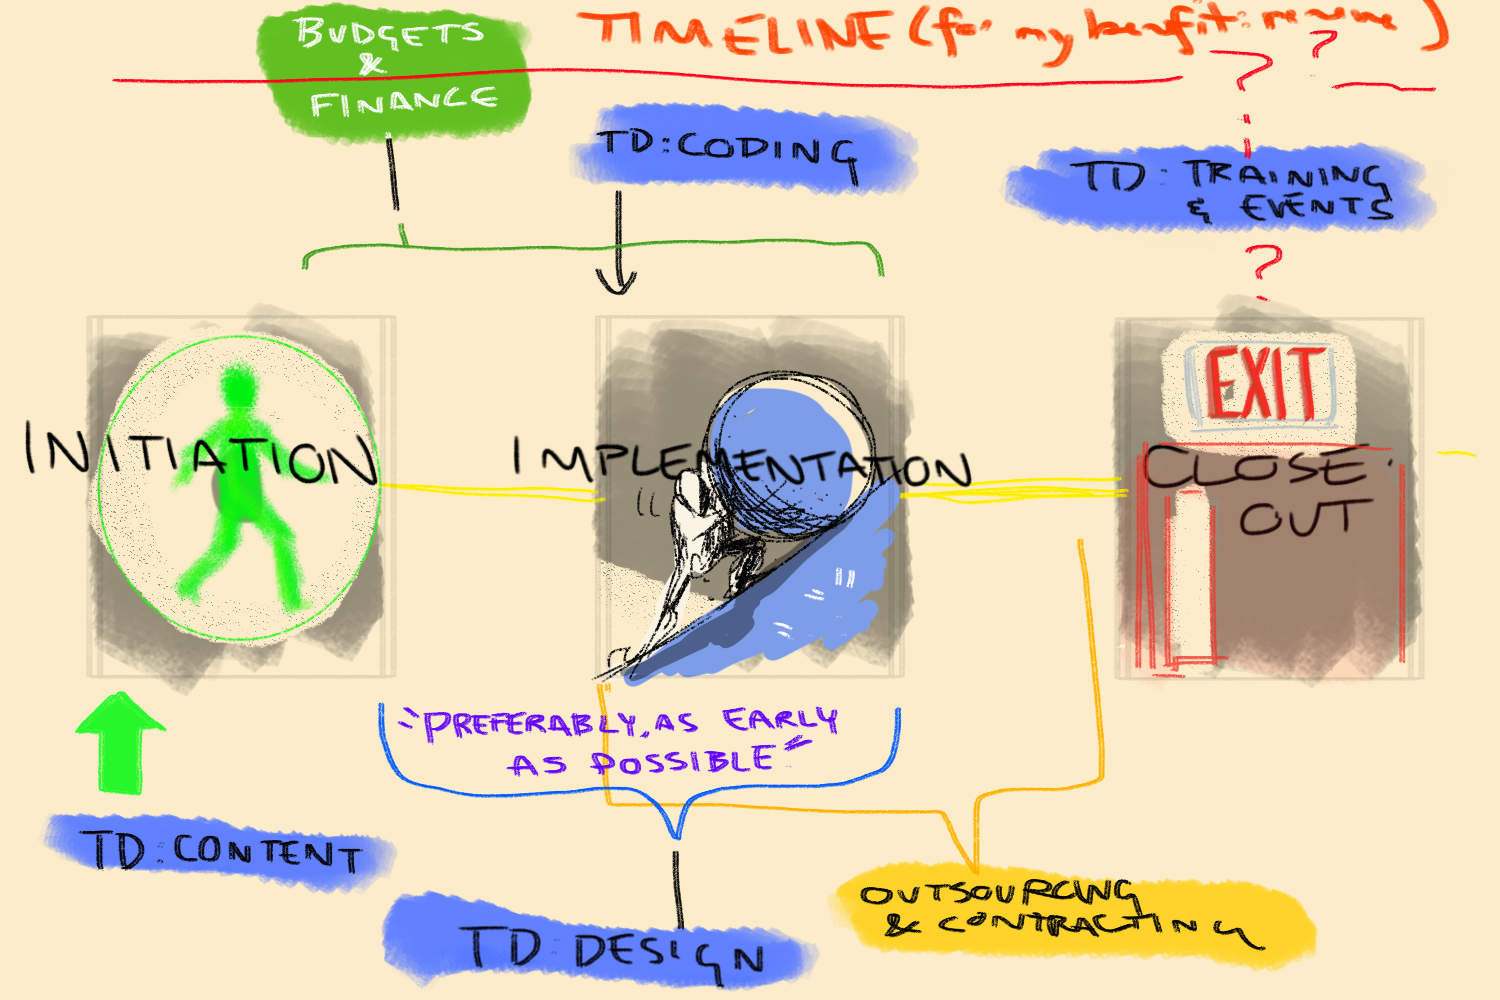 BUDGETS
&
FINANCE
TIMELINE (for my benefit: remove)
? ?
TD: CODING
TD: TRAINING
& EVENTS
?
INITIATION
IMPLEMENTATION
EXIT
CLOSE
OUT
"PREFERABLY, AS EARLY
AS POSSIBLE"
TD: CONTENT
TD: DESIGN
OUTSOURCING
& CONTRACTING